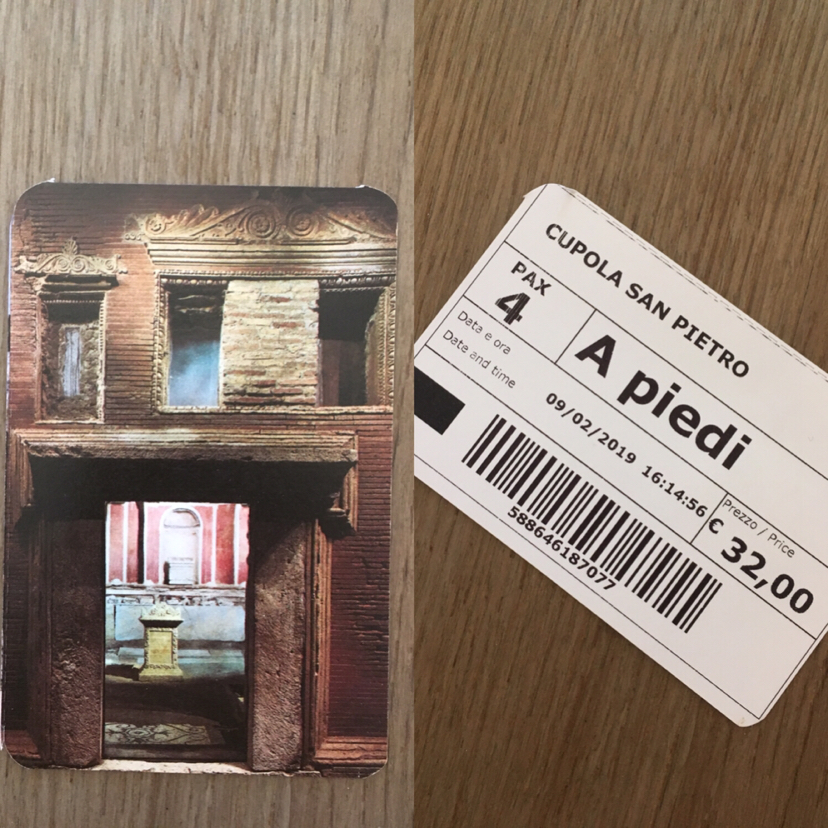 CUPOLA SAN PIETRO
PAX
4
A piedi
Data e ora
Date and time
09/02/2019 16:14:56
Prezzo / Price
€ 32,00
588646187077